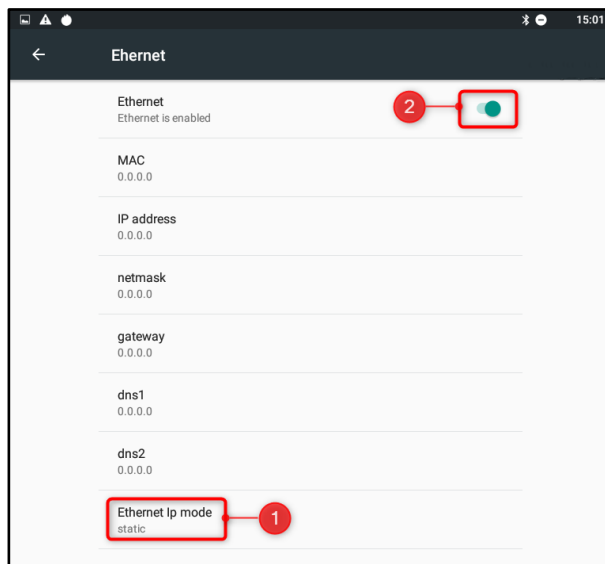 15:01
Ehernet
Ethernet
Ethernet is enabled
2
MAC
0.0.0.0
IP address
0.0.0.0
netmask
0.0.0.0
gateway
0.0.0.0
dns1
0.0.0.0
dns2
0.0.0.0
Ethernet Ip mode
static
1